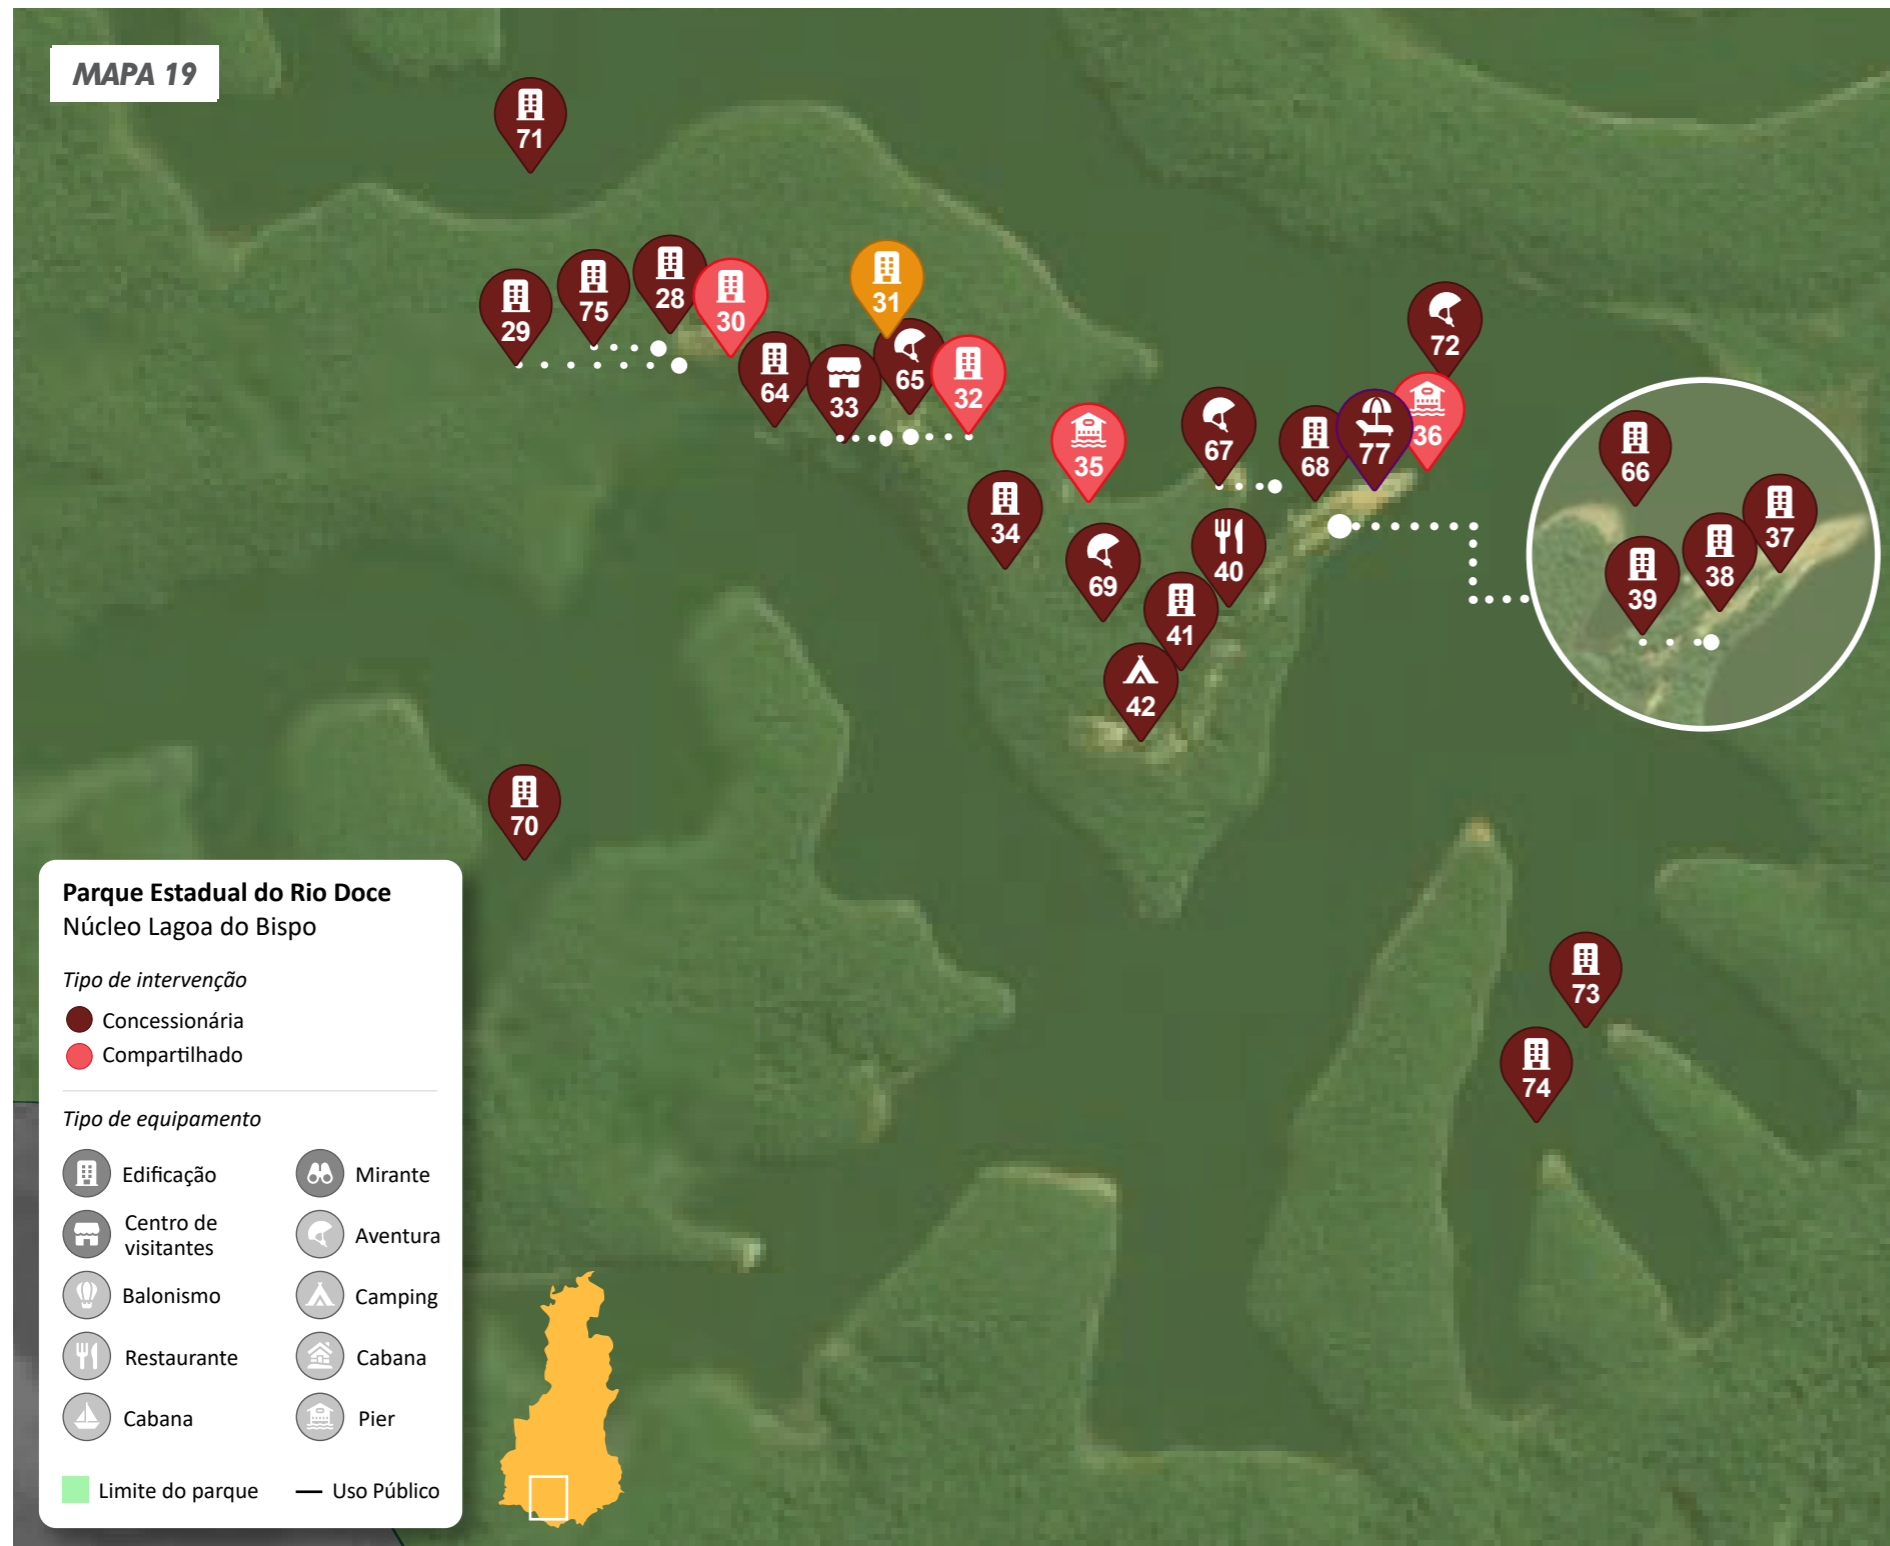 MAPA 19
71
29
75
28
30
31
64
33
65
32
35
34
69
67
68
77
36
72
40
41
42
66
37
38
39
70
73
74
Parque Estadual do Rio Doce
Núcleo Lagoa do Bispo
Tipo de intervenção
Concessionária
Compartilhado
Tipo de equipamento
Edificação
Mirante
Centro de
visitantes
Aventura
Balonismo
Camping
Restaurante
Cabana
Cabana
Pier
Limite do parque
Uso Público